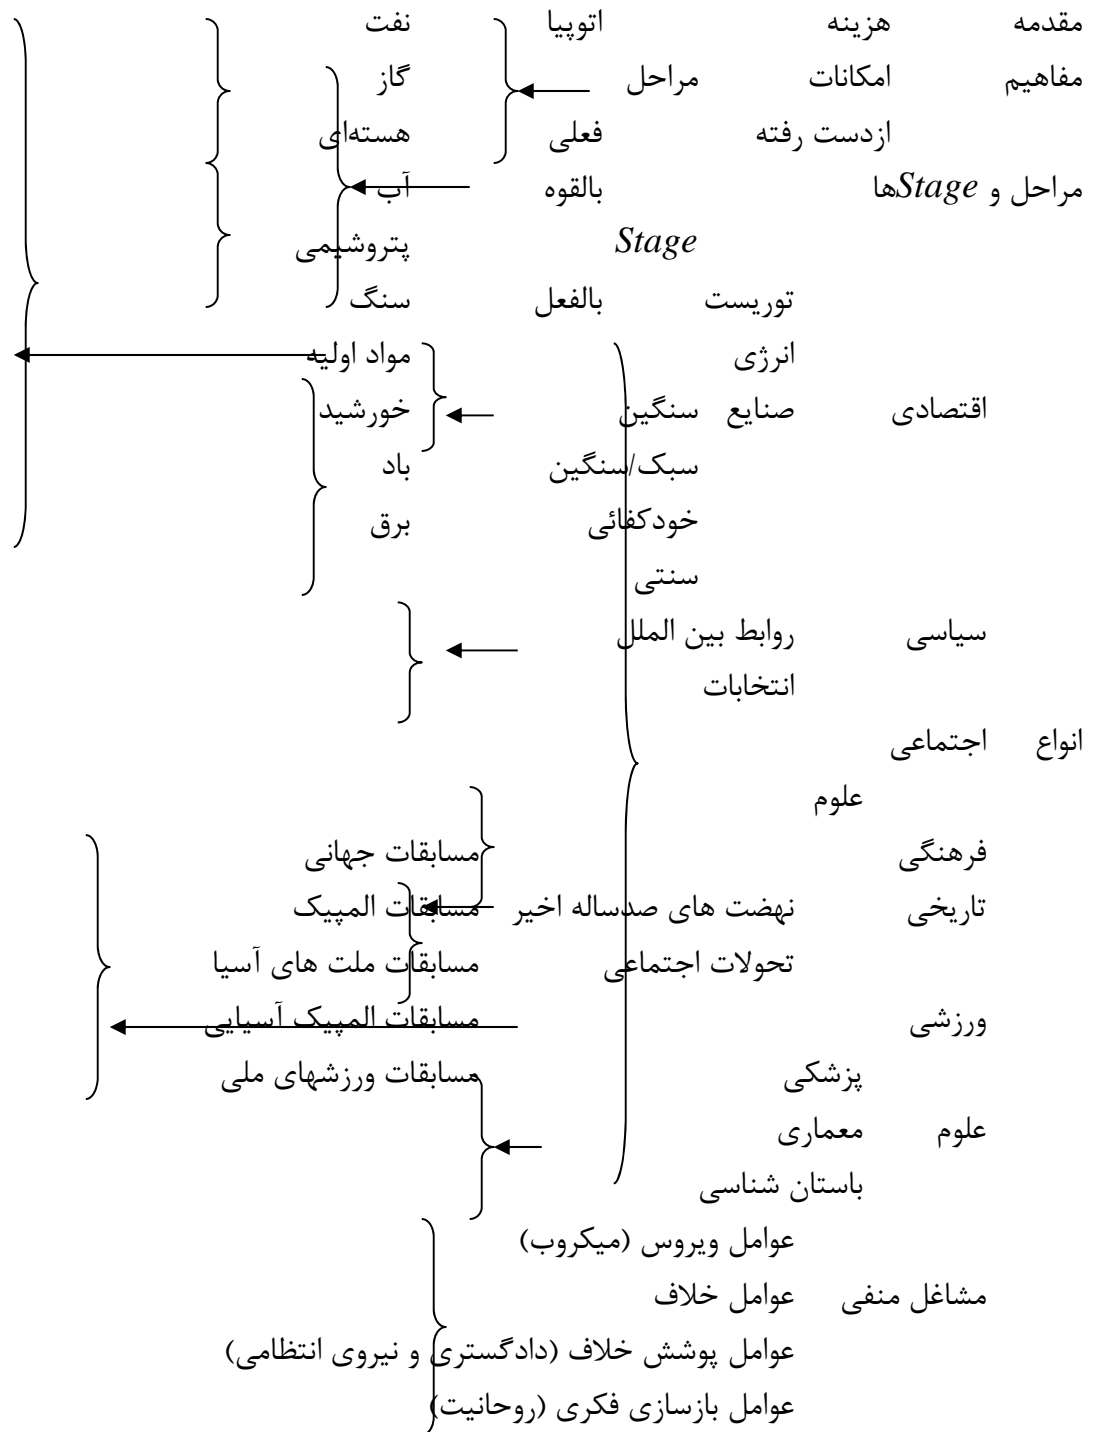 مقدمه هزینه اتوپیا نفت
مفاهیم امکانات مراحل گاز
ازدست رفته فعلی هسته‌ای
مراحل و Stageها بالقوه آب
Stage پتروشیمی
توریست بالفعل سنگ
انرژی مواد اولیه
اقتصادی صنایع سنگین خورشید
سبک/سنگین باد
خودکفائی برق
سنتی
سیاسی روابط بین الملل
انتخابات
انواع اجتماعی
علوم
فرهنگی مسابقات جهانی
تاریخی نهضت های صدساله اخیر مسابقات المپیک
تحولات اجتماعی مسابقات ملت های آسیا
ورزشی مسابقات المپیک آسیایی
پزشکی مسابقات ورزشهای ملی
علوم معماری
باستان شناسی
عوامل ویروس (میکروب)
مشاغل منفی عوامل خلاف
عوامل پوشش خلاف (دادگستری و نیروی انتظامی)
عوامل بازسازی فکری (روحانیت)